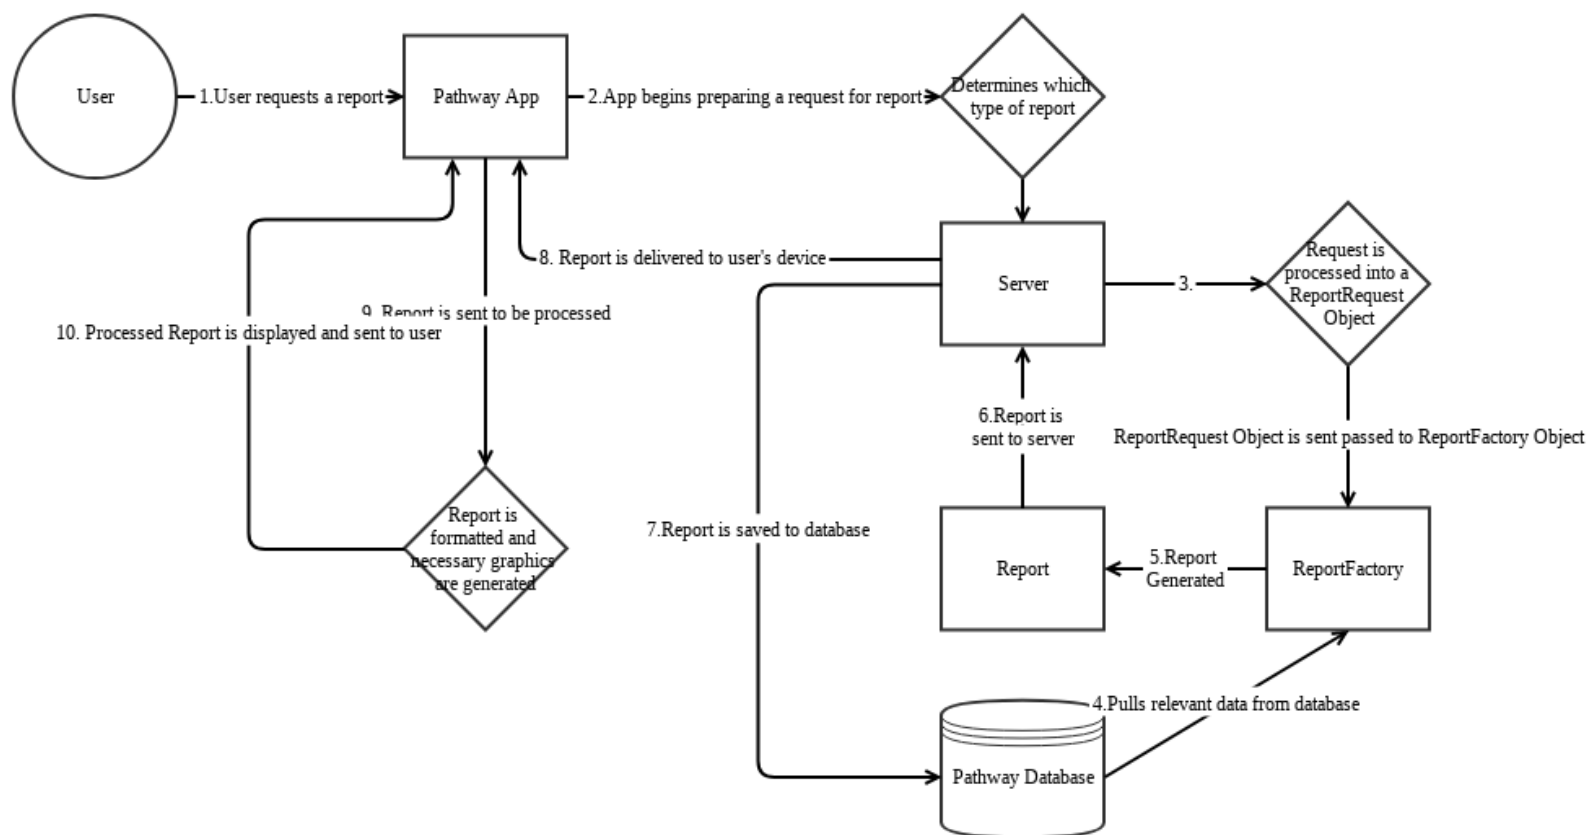 User
1.User requests a report
Pathway App
2.App begins preparing a request for report
Determines which
type of report
8. Report is delivered to user's device
Server
3.
Request is
processed into a
ReportRequest
Object
9. Report is sent to be processed
10. Processed Report is displayed and sent to user
6.Report is
sent to server
ReportRequest Object is sent passed to ReportFactory Object
Report is
formatted and
necessary graphics
are generated
7.Report is saved to database
Report
5.Report
Generated
ReportFactory
4.Pulls relevant data from database
Pathway Database